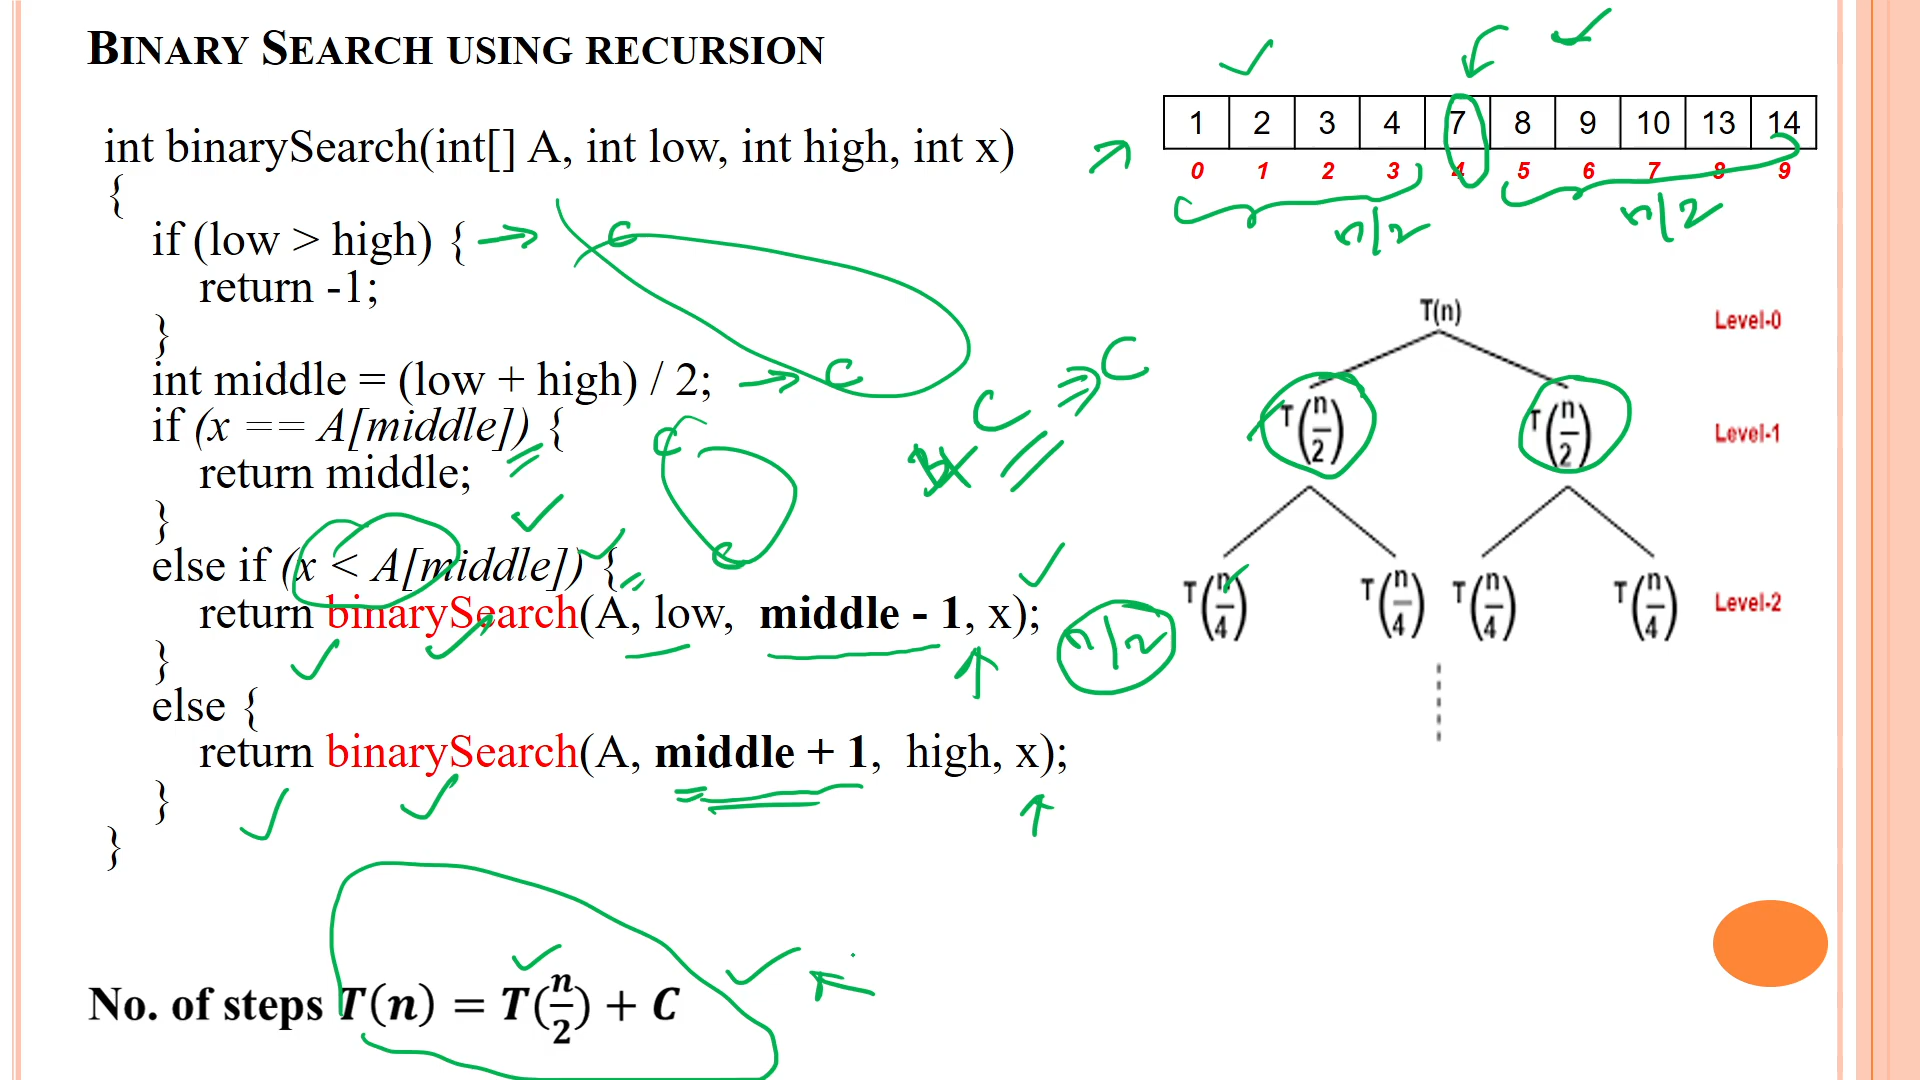 BINARY SEARCH USING RECURSION
int binarySearch(int[] A, int low, int high, int x)
{
if (low > high) {
return -1;
}
int middle = (low + high) / 2;
if (x == A[middle]) {
return middle;
}
else if (x < A[middle]) {
return binarySearch(A, low, middle - 1, x);
}
else {
return binarySearch(A, middle + 1, high, x);
}
}
No. of steps T(n) = T(n/2) + C
1 2 3 4 7 8 9 10 13 14
0 1 2 3 4 5 6 7 8 9
n/2 n/2
C
C
C
C
C
C
n/2
T(n) Level-0
T(n/2) T(n/2) Level-1
T(n/4) T(n/4) T(n/4) T(n/4) Level-2